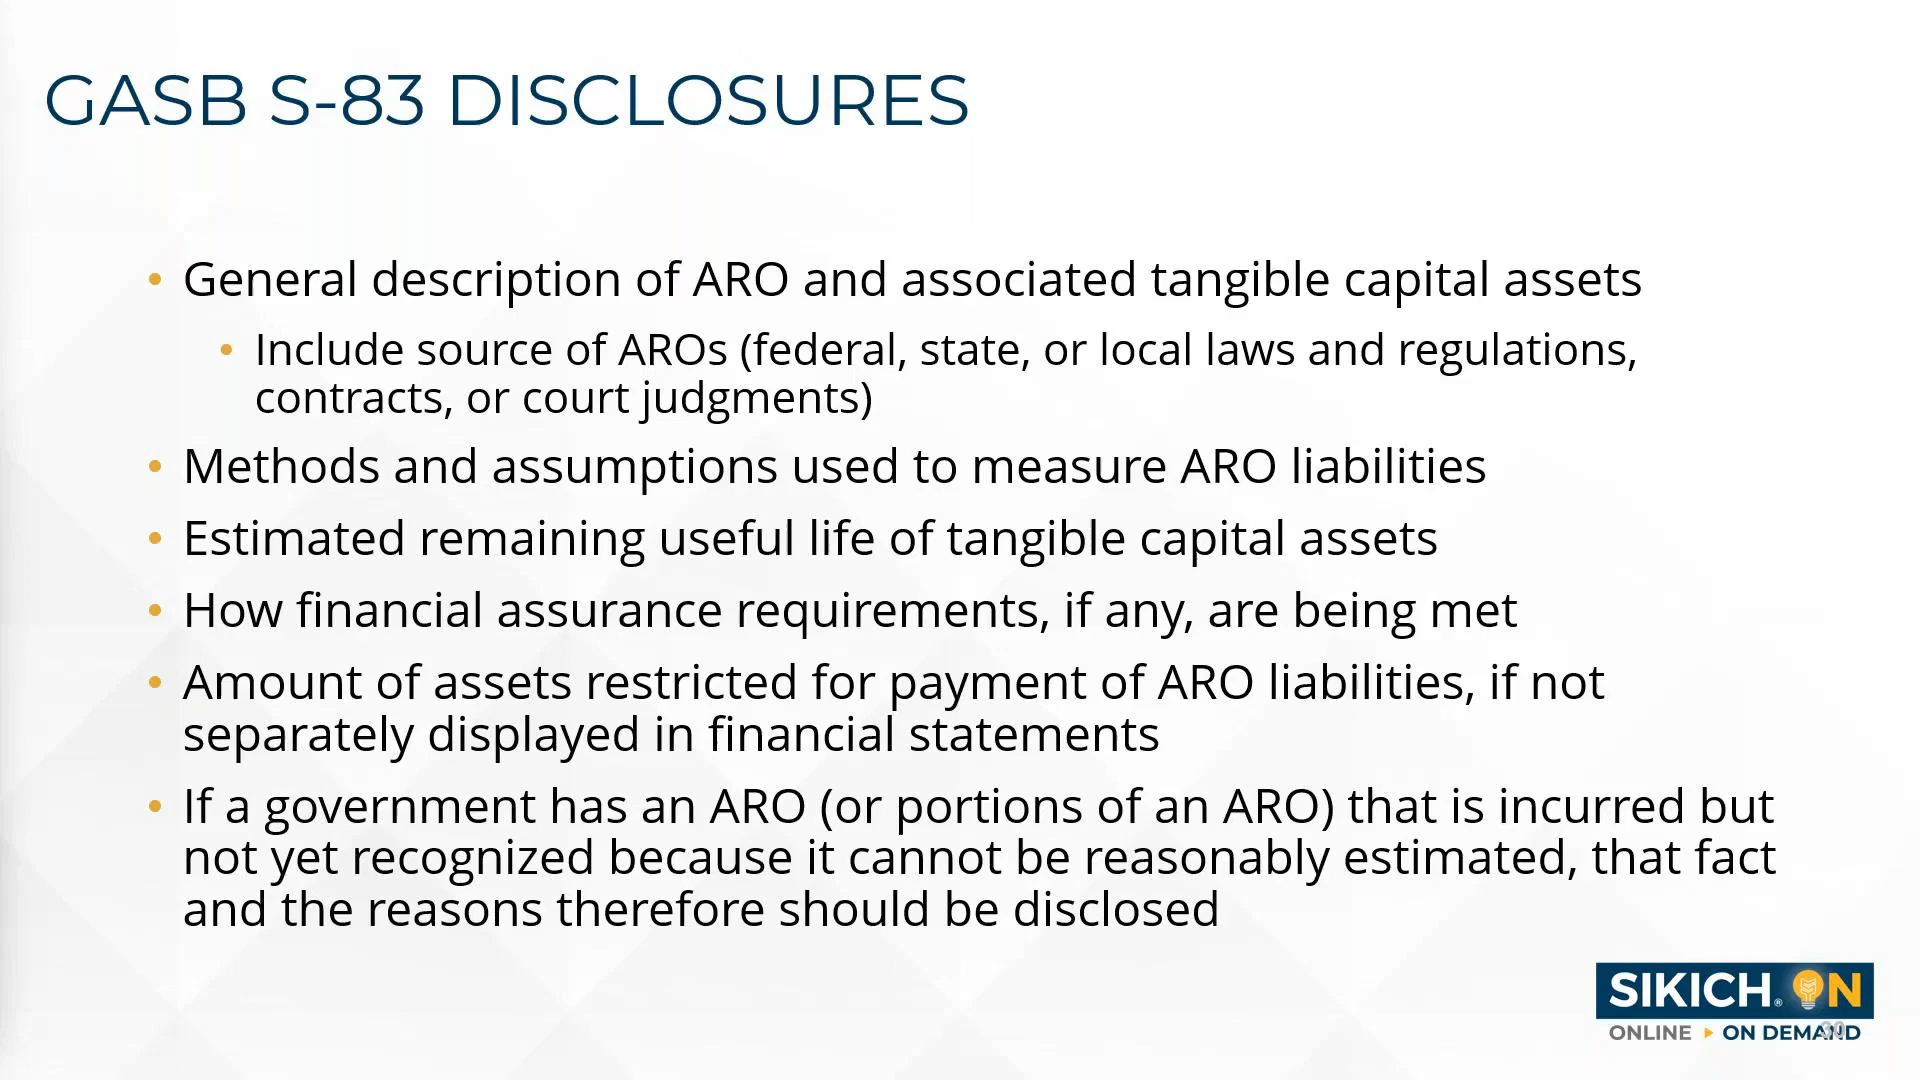 GASB S-83 DISCLOSURES
• General description of ARO and associated tangible capital assets
• Include source of AROs (federal, state, or local laws and regulations,
contracts, or court judgments)
• Methods and assumptions used to measure ARO liabilities
• Estimated remaining useful life of tangible capital assets
• How financial assurance requirements, if any, are being met
• Amount of assets restricted for payment of ARO liabilities, if not
separately displayed in financial statements
• If a government has an ARO (or portions of an ARO) that is incurred but
not yet recognized because it cannot be reasonably estimated, that fact
and the reasons therefore should be disclosed
SIKICH® ON
ONLINE ▸ ON DEMAND